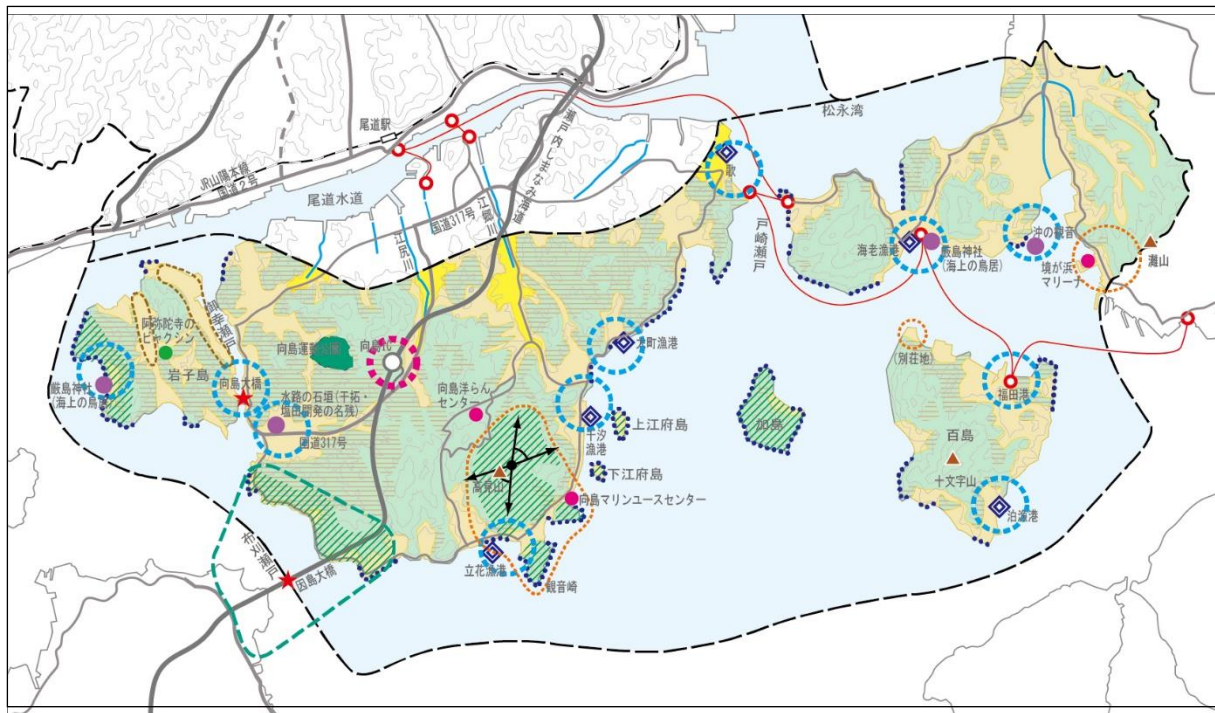 松永湾
尾道駅
JR山陽本線
国道2号
尾道水道
国道317号
江郷川
江尻川
瀬戸内しまなみ海道
歌
戸崎瀬戸
海老漁港
厳島神社
(海上の鳥居)
沖の観音
境が浜
マリーナ
灘山
御幸瀬戸
阿弥陀寺の
ビャクシン
岩子島
厳島神社
(海上の鳥居)
向島大橋
向島運動公園
水路の石垣(干拓・
塩田開発の名残)
国道317号
向島洋らん
センター
高見山
干汐
漁港
上江府島
下江府島
加島
向島マリンユースセンター
立花漁港
観音崎
布刈瀬戸
因島大橋
(別荘地)
福田港
百島
十文字山
泊漁港